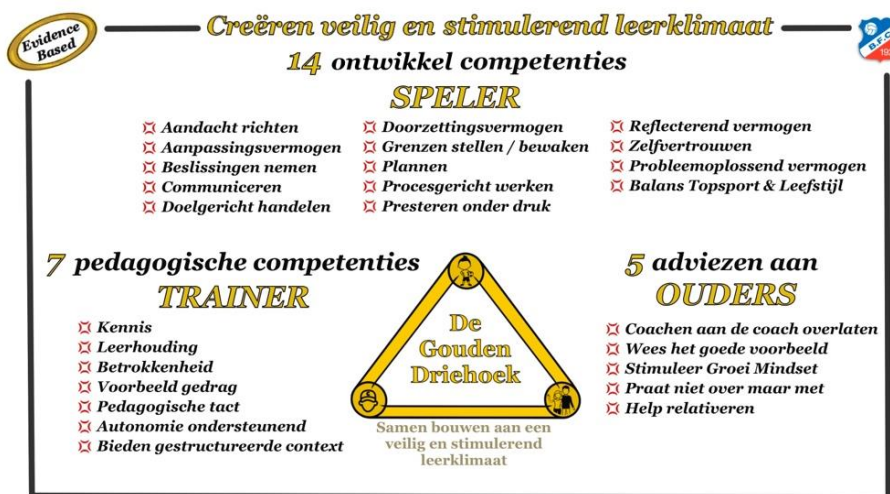 Evidence
Based
Creëren veilig en stimulerend leerklimaat
B.F.C.
14 ontwikkel competenties
SPELER
Aandacht richten
Aanpassingsvermogen
Beslissingen nemen
Communiceren
Doelgericht handelen
Doorzettingsvermogen
Grenzen stellen / bewaken
Plannen
Procesgericht werken
Presteren onder druk
Reflecterend vermogen
Zelfvertrouwen
Probleemoplossend vermogen
Balans Topsport & Leefstijl
7 pedagogische competenties
TRAINER
Kennis
Leerhouding
Betrokkenheid
Voorbeeld gedrag
Pedagogische tact
Autonomie ondersteunend
Bieden gestructureerde context
De
Gouden
Driehoek
Samen bouwen aan een
veilig en stimulerend
leerklimaat
5 adviezen aan
OUDERS
Coachen aan de coach overlaten
Wees het goede voorbeeld
Stimuleer Groei Mindset
Praat niet over maar met
Help relativeren